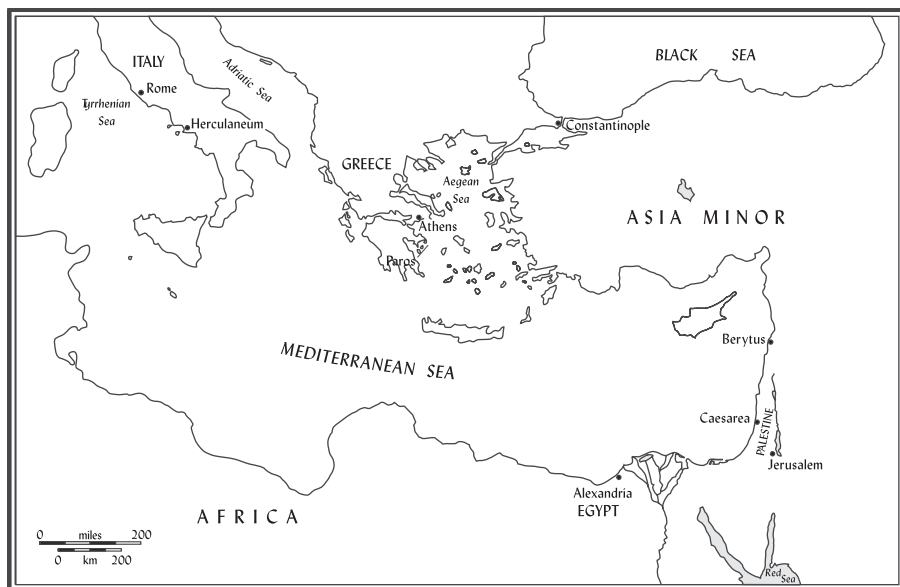 BLACK SEA
ITALY
Adriatic Sea
Rome
Tyrrhenian
Sea
Herculaneum
Constantinople
GREECE
Aegean
Sea
ASIA MINOR
Athens
Paros
MEDITERRANEAN SEA
Berytus
Caesarea
PALESTINE
Jerusalem
Alexandria
EGYPT
AFRICA
0 miles 200
0 km 200
Red
Sea